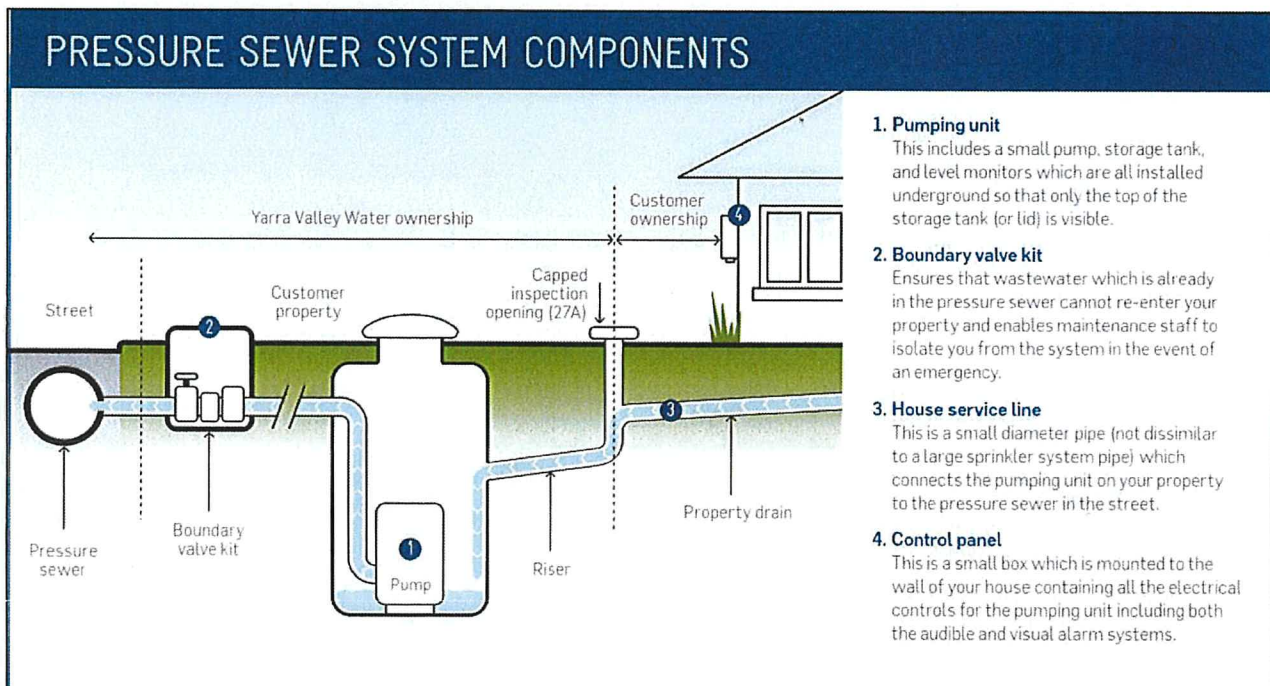 PRESSURE SEWER SYSTEM COMPONENTS
Yarra Valley Water ownership
Customer
ownership
4
Street
2
Customer
property
Capped
inspection
opening (27A)
3
Pressure
sewer
Boundary
valve kit
1
Pump
Riser
Property drain
1. Pumping unit
This includes a small pump, storage tank,
and level monitors which are all installed
underground so that only the top of the
storage tank (or lid) is visible.
2. Boundary valve kit
Ensures that wastewater which is already
in the pressure sewer cannot re-enter your
property and enables maintenance staff to
isolate you from the system in the event of
an emergency.
3. House service line
This is a small diameter pipe (not dissimilar
to a large sprinkler system pipe) which
connects the pumping unit on your property
to the pressure sewer in the street.
4. Control panel
This is a small box which is mounted to the
wall of your house containing all the electrical
controls for the pumping unit including both
the audible and visual alarm systems.